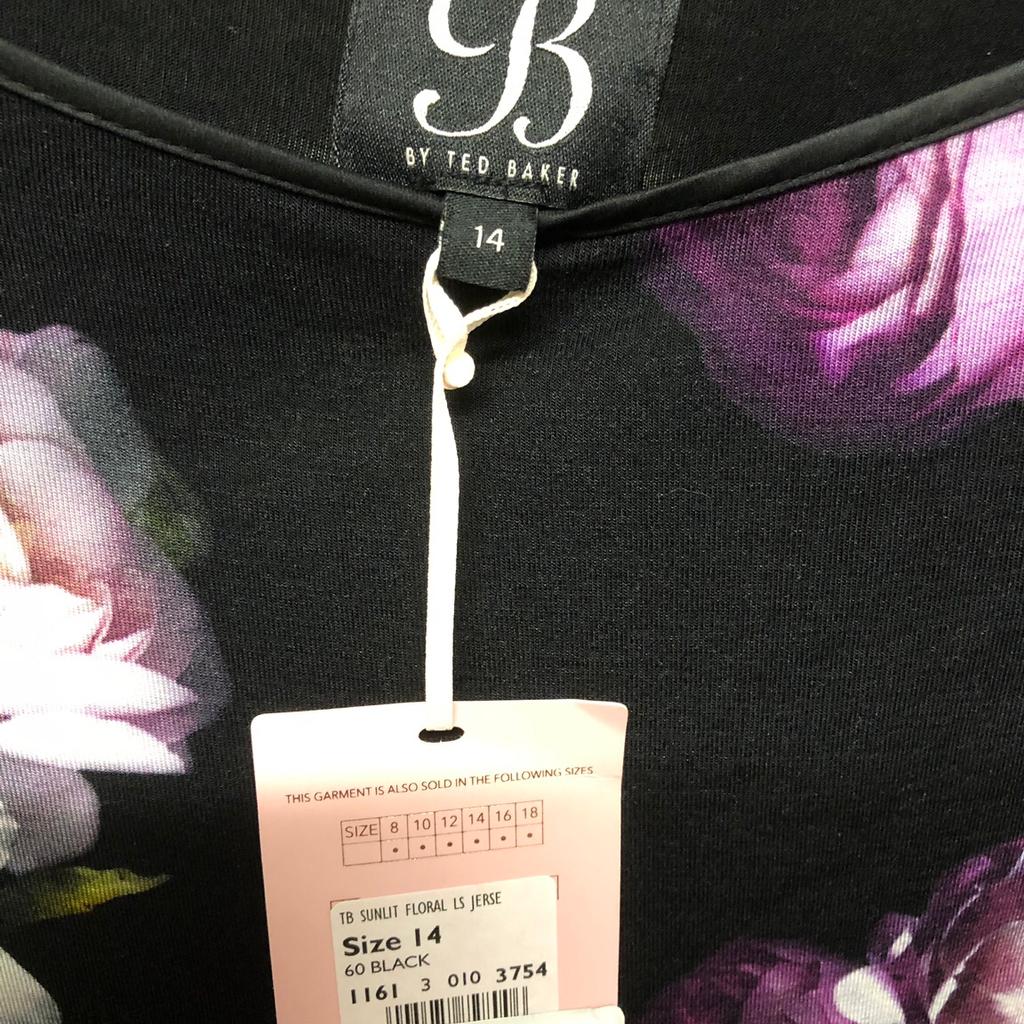 B
BY TED BAKER
14
THIS GARMENT IS ALSO SOLD IN THE FOLLOWING SIZES
SIZE 8 10 12 14 16 18
TB SUNLIT FLORAL LS JERSE
Size 14
60 BLACK
1161 3 010 3754